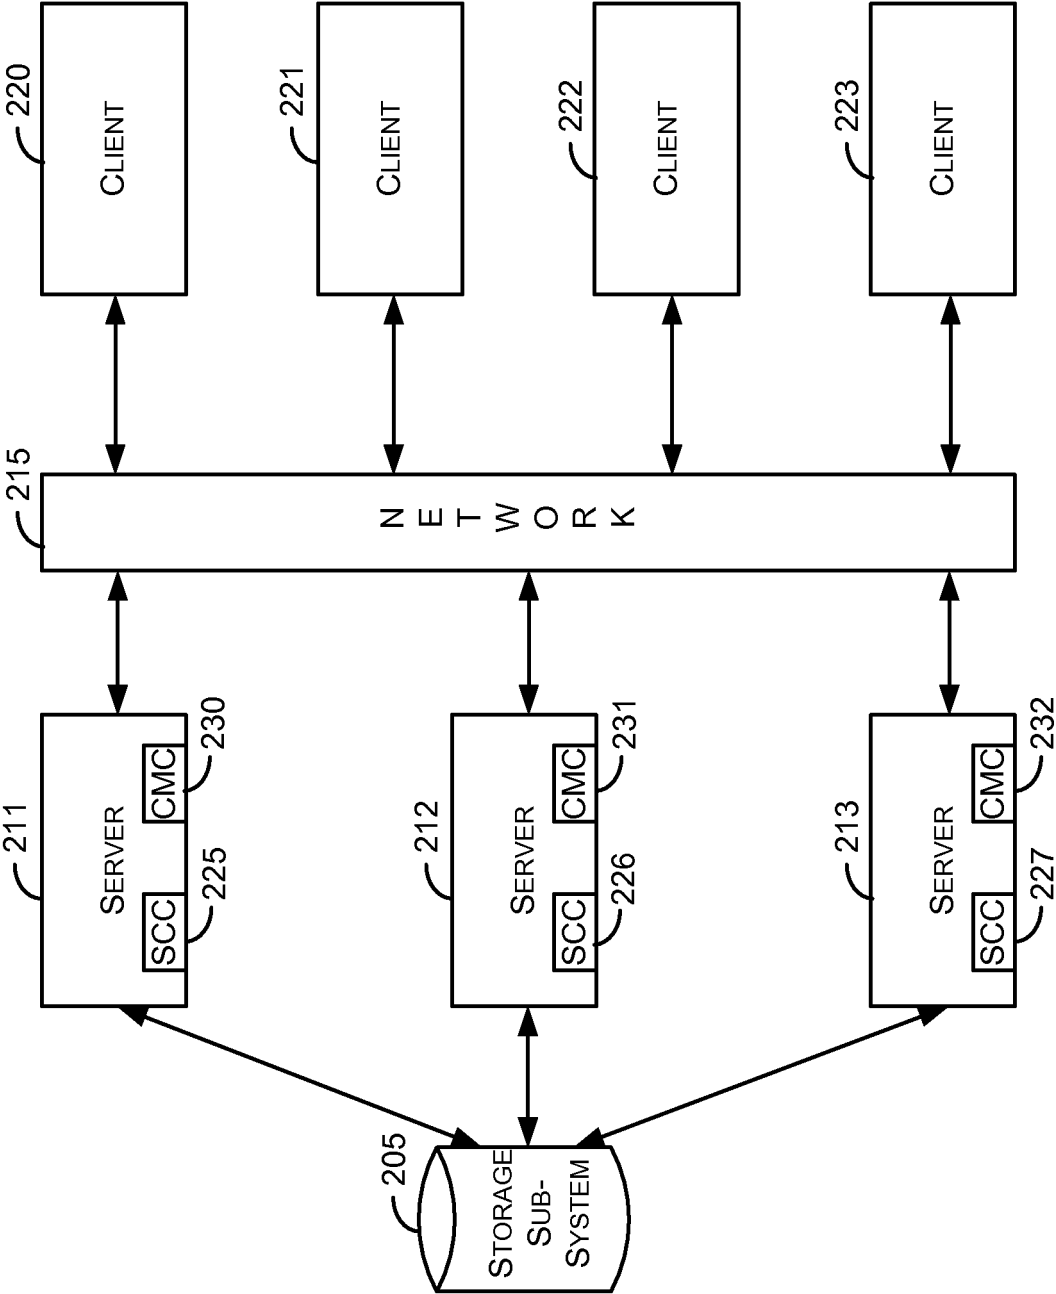 220
CLIENT
221
CLIENT
222
CLIENT
223
CLIENT
215
NETWORK
211
SERVER
SCC
225
CMC
230
212
SERVER
SCC
226
CMC
231
213
SERVER
SCC
227
CMC
232
205
STORAGE
SUB-
SYSTEM